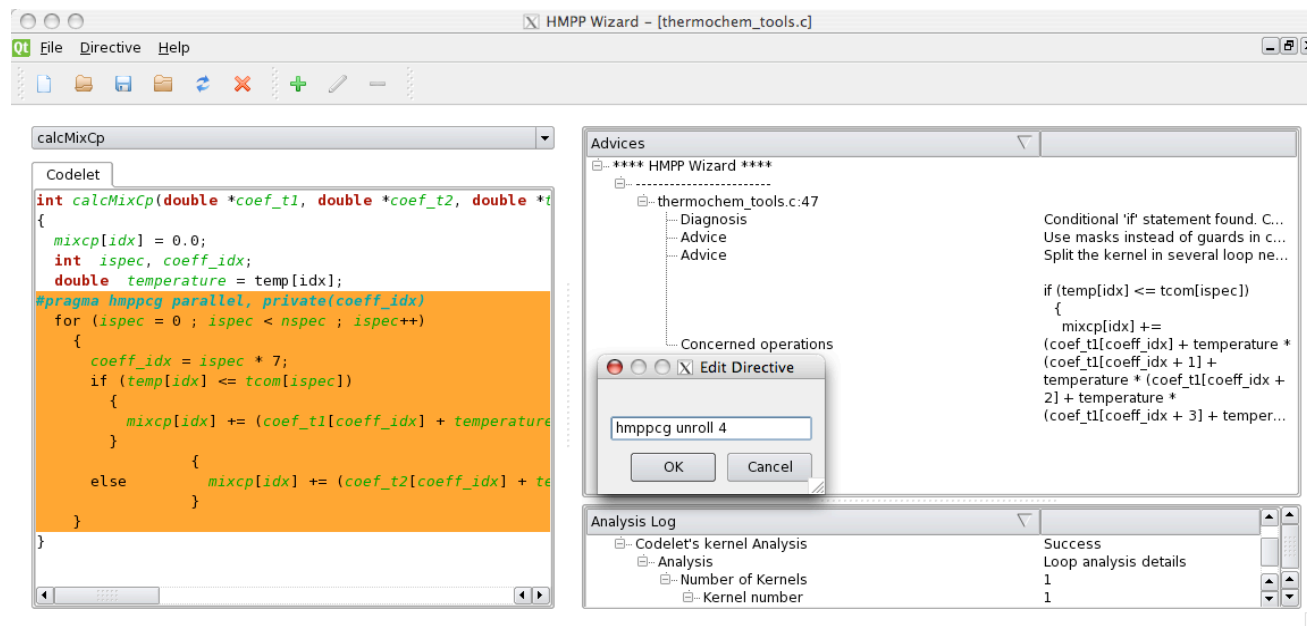 HMPP Wizard – [thermochem_tools.c]
Qt File Directive Help
calcMixCp
Codelet
int calcMixCp(double *coef_t1, double *coef_t2, double *t
{
mixcp[idx] = 0.0;
int ispec, coeff_idx;
double temperature = temp[idx];
#pragma hmppcg parallel, private(coeff_idx)
for (ispec = 0 ; ispec < nspec ; ispec++)
{
coeff_idx = ispec * 7;
if (temp[idx] <= tcom[ispec])
{
mixcp[idx] += (coef_t1[coeff_idx] + temperature
}
{
else mixcp[idx] += (coef_t2[coeff_idx] + te
}
}
}
Advices
**** HMPP Wizard ****
------------------------
thermochem_tools.c:47
Diagnosis Conditional 'if' statement found. C...
Advice Use masks instead of guards in c...
Advice Split the kernel in several loop ne...
if (temp[idx] <= tcom[ispec])
{
mixcp[idx] +=
Concerned operations (coef_t1[coeff_idx] + temperature *
(coef_t1[coeff_idx + 1] +
temperature * (coef_t1[coeff_idx +
2] + temperature *
(coef_t1[coeff_idx + 3] + temper...
X Edit Directive
hmppcg unroll 4
OK Cancel
Analysis Log
Codelet's kernel Analysis Success
Analysis Loop analysis details
Number of Kernels 1
Kernel number 1